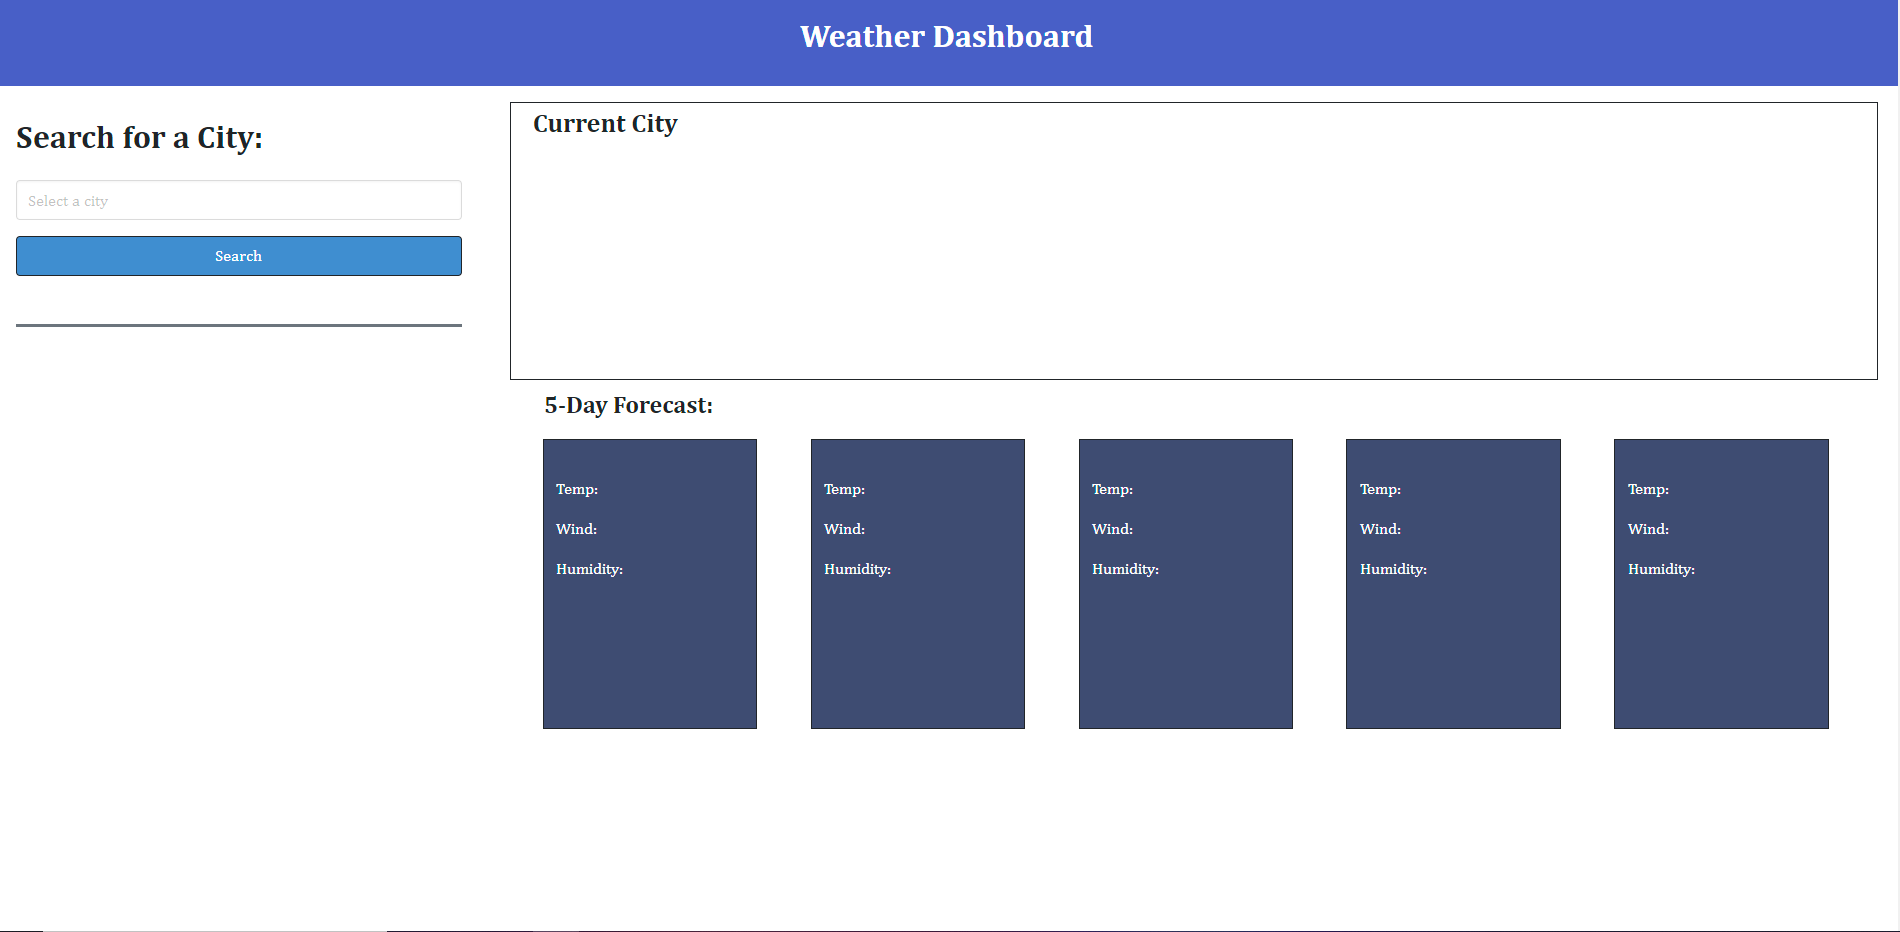 Weather Dashboard
Search for a City:
Select a city
Search
Current City
5-Day Forecast:
Temp:
Wind:
Humidity:
Temp:
Wind:
Humidity:
Temp:
Wind:
Humidity:
Temp:
Wind:
Humidity:
Temp:
Wind:
Humidity: